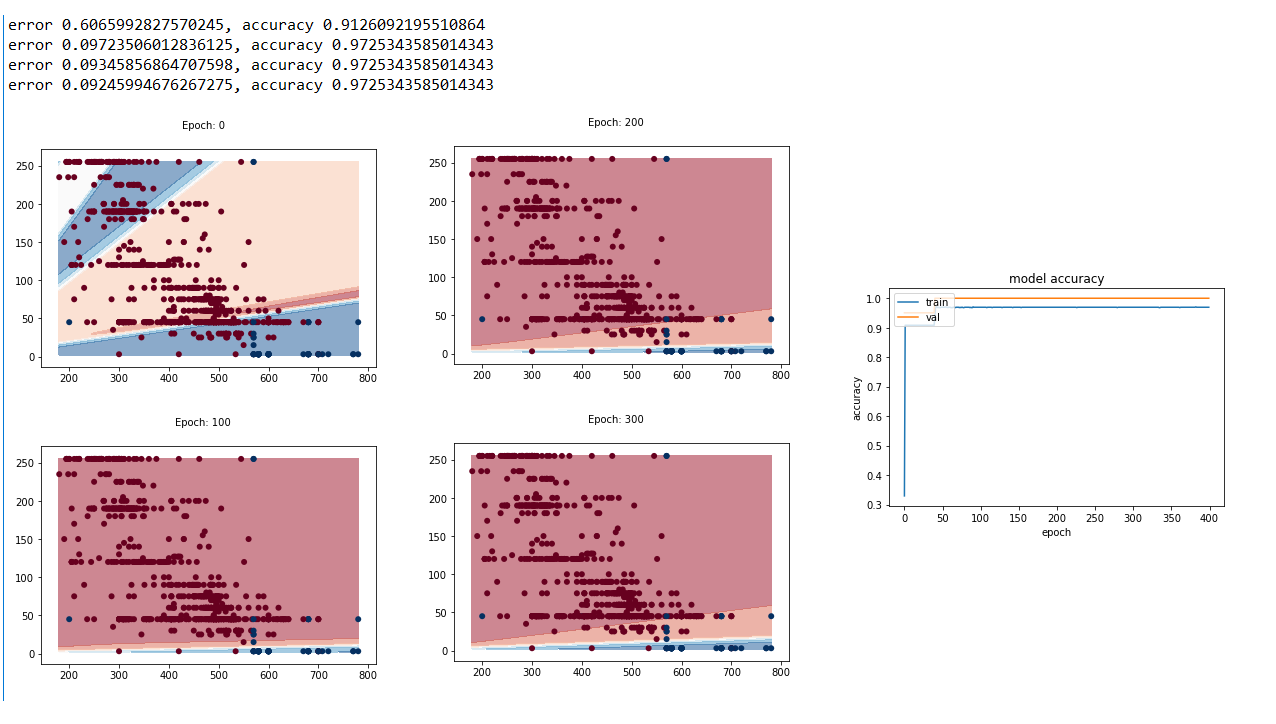 error 0.6065992827570245, accuracy 0.9126092195510864
error 0.09723506012836125, accuracy 0.9725343585014343
error 0.09345856864707598, accuracy 0.9725343585014343
error 0.09245994676267275, accuracy 0.9725343585014343
Epoch: 0
250
200
150
100
50
0
200 300 400 500 600 700 800
Epoch: 200
250
200
150
100
50
0
200 300 400 500 600 700 800
Epoch: 100
250
200
150
100
50
0
200 300 400 500 600 700 800
Epoch: 300
250
200
150
100
50
0
200 300 400 500 600 700 800
model accuracy
train
val
accuracy
1.0
0.9
0.8
0.7
0.6
0.5
0.4
0.3
0 50 100 150 200 250 300 350 400
epoch